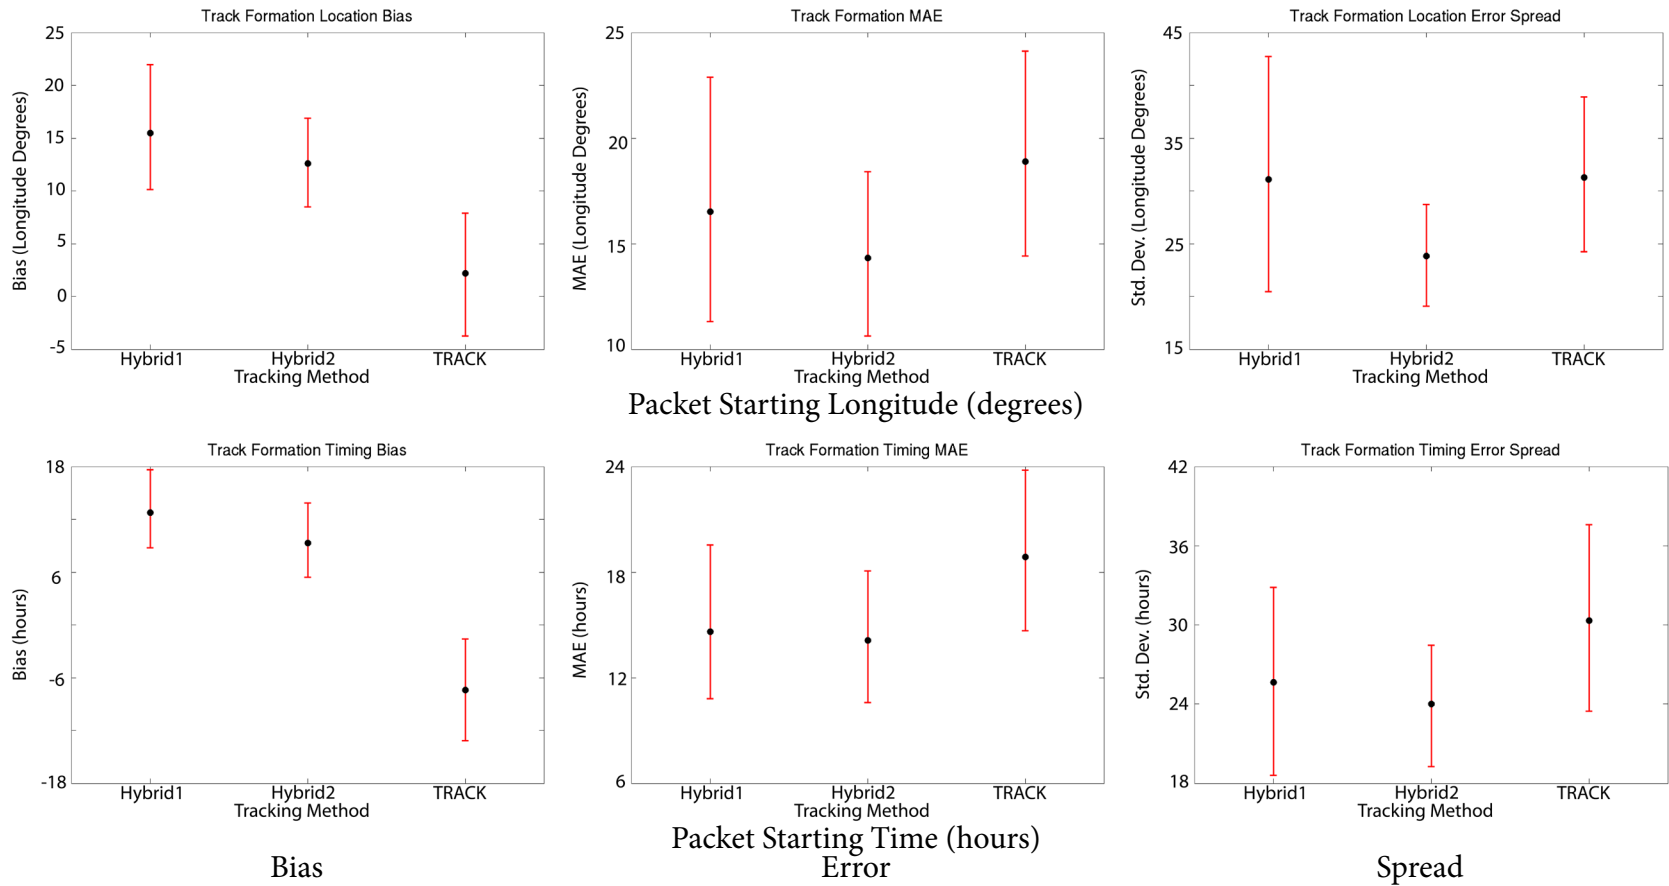 Track Formation Location Bias
25
20
15
10
5
0
-5
Bias (Longitude Degrees)
Hybrid1 Hybrid2 TRACK
Tracking Method
Track Formation MAE
25
20
15
10
MAE (Longitude Degrees)
Hybrid1 Hybrid2 TRACK
Tracking Method
Track Formation Location Error Spread
45
35
25
15
Std. Dev. (Longitude Degrees)
Hybrid1 Hybrid2 TRACK
Tracking Method
Packet Starting Longitude (degrees)
Track Formation Timing Bias
18
6
-6
-18
Bias (hours)
Hybrid1 Hybrid2 TRACK
Tracking Method
Track Formation Timing MAE
24
18
12
6
MAE (hours)
Hybrid1 Hybrid2 TRACK
Tracking Method
Track Formation Timing Error Spread
42
36
30
24
18
Std. Dev. (hours)
Hybrid1 Hybrid2 TRACK
Tracking Method
Packet Starting Time (hours)
Bias Error Spread